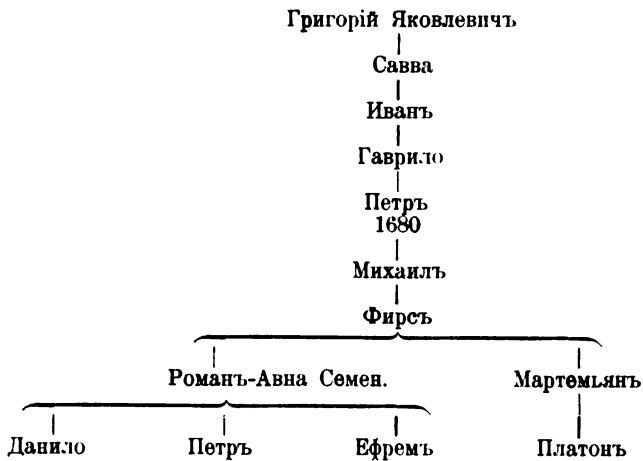 Григорій Яковлевичъ
Савва
Иванъ
Гаврило
Петръ
1680
Михаилъ
Фирсъ
Романъ-Авна Семен. Мартемьянъ
Данило Петръ Ефремъ Платонъ